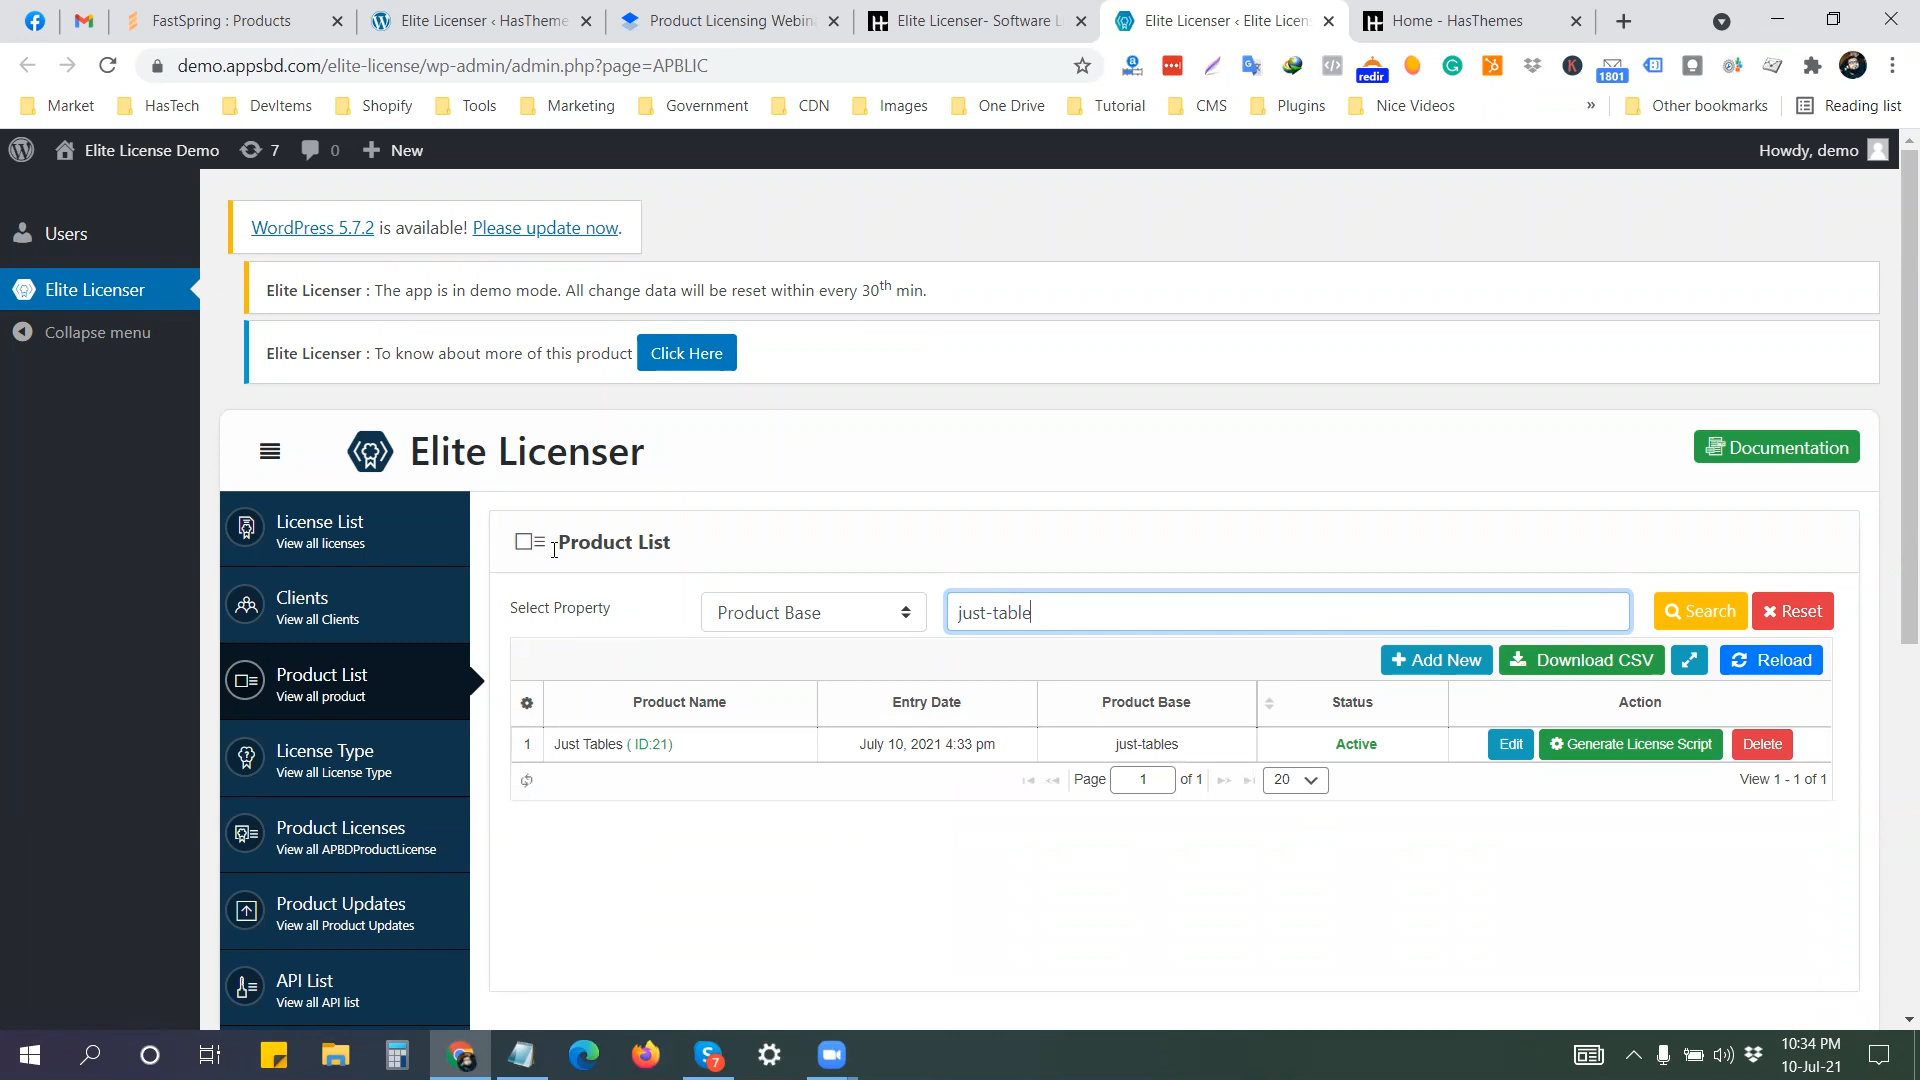 FastSpring : Products
Elite Licenser ‹ HasTheme
Product Licensing Webin
Elite Licenser- Software L
Elite Licenser ‹ Elite Licen
Home - HasThemes
demo.appsbd.com/elite-license/wp-admin/admin.php?page=APBLIC
redir
1801
Market
HasTech
DevItems
Shopify
Tools
Marketing
Government
CDN
Images
One Drive
Tutorial
CMS
Plugins
Nice Videos
»
Other bookmarks
Reading list
Elite License Demo
7
0
New
Howdy, demo
Users
Elite Licenser
Collapse menu
WordPress 5.7.2 is available! Please update now.
Elite Licenser : The app is in demo mode. All change data will be reset within every 30th min.
Elite Licenser : To know about more of this product Click Here
Elite Licenser
Documentation
License List
View all licenses
Clients
View all Clients
Product List
View all product
License Type
View all License Type
Product Licenses
View all APBDProductLicense
Product Updates
View all Product Updates
API List
View all API list
Product List
Select Property
Product Base
just-table
Search
Reset
Add New
Download CSV
Reload
Product Name
Entry Date
Product Base
Status
Action
1
Just Tables ( ID:21)
July 10, 2021 4:33 pm
just-tables
Active
Edit
Generate License Script
Delete
Page 1 of 1
20
View 1 - 1 of 1
7
10:34 PM
10-Jul-21